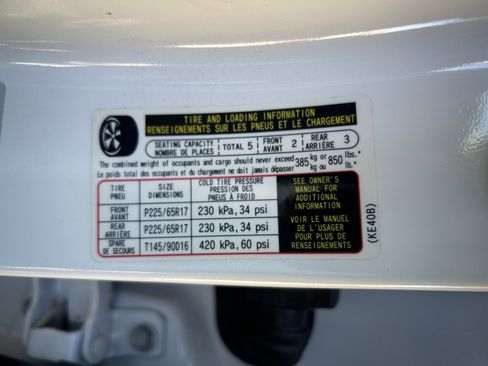 TIRE AND LOADING INFORMATION
RENSEIGNEMENTS SUR LES PNEUS ET LE CHARGEMENT
SEATING CAPACITY
NOMBRE DE PLACES
TOTAL 5
FRONT
AVANT 2
REAR
ARRIÈRE 3
The combined weight of occupants and cargo should never exceed
Le poids total des occupants et du chargement ne doit jamais dépasser
385 kg or ou 850 lbs. lb.
TIRE
PNEU
SIZE
DIMENSIONS
COLD TIRE PRESSURE
PRESSION DES
PNEUS À FROID
FRONT
AVANT
P225/65R17
230 kPa, 34 psi
REAR
ARRIÈRE
P225/65R17
230 kPa, 34 psi
SPARE
DE SECOURS
T145/90D16
420 kPa, 60 psi
SEE OWNER'S
MANUAL FOR
ADDITIONAL
INFORMATION
VOIR LE MANUEL
DE L'USAGER
POUR PLUS DE
RENSEIGNEMENTS
(KE40B)